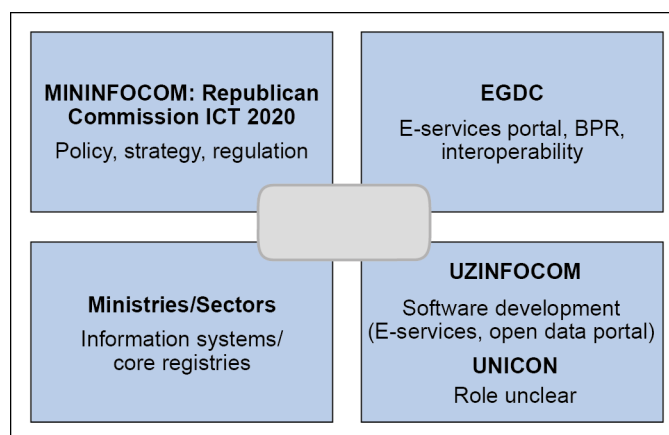 MININFOCOM: Republican
Commission ICT 2020
Policy, strategy, regulation
EGDC
E-services portal, BPR,
interoperability
Ministries/Sectors
Information systems/
core registries
UZINFOCOM
Software development
(E-services, open data portal)
UNICON
Role unclear